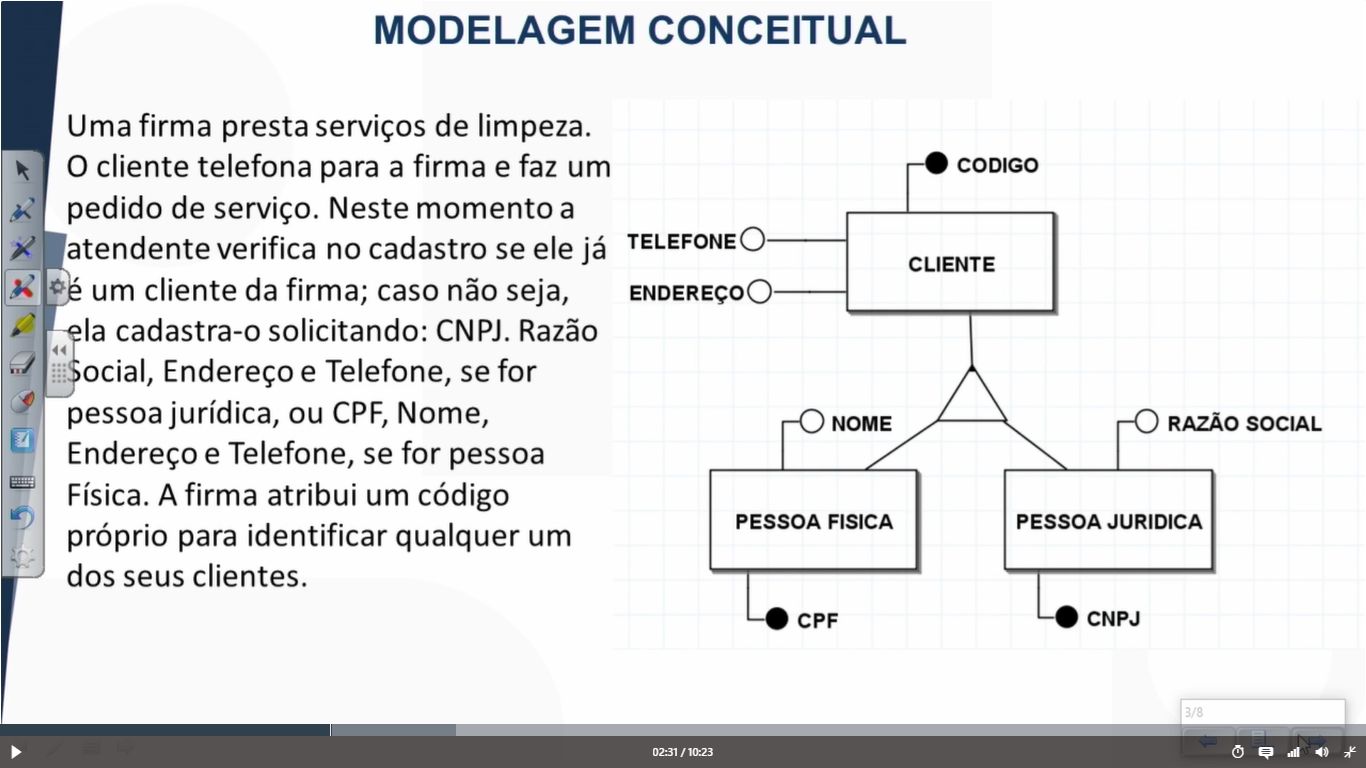 MODELAGEM CONCEITUAL
Uma firma presta serviços de limpeza.
O cliente telefona para a firma e faz um
pedido de serviço. Neste momento a
atendente verifica no cadastro se ele já
é um cliente da firma; caso não seja,
ela cadastra-o solicitando: CNPJ. Razão
Social, Endereço e Telefone, se for
pessoa jurídica, ou CPF, Nome,
Endereço e Telefone, se for pessoa
Física. A firma atribui um código
próprio para identificar qualquer um
dos seus clientes.
CODIGO
TELEFONE
CLIENTE
ENDEREÇO
NOME
RAZÃO SOCIAL
PESSOA FISICA
PESSOA JURIDICA
CPF
CNPJ
3/8
02:31 / 10:23